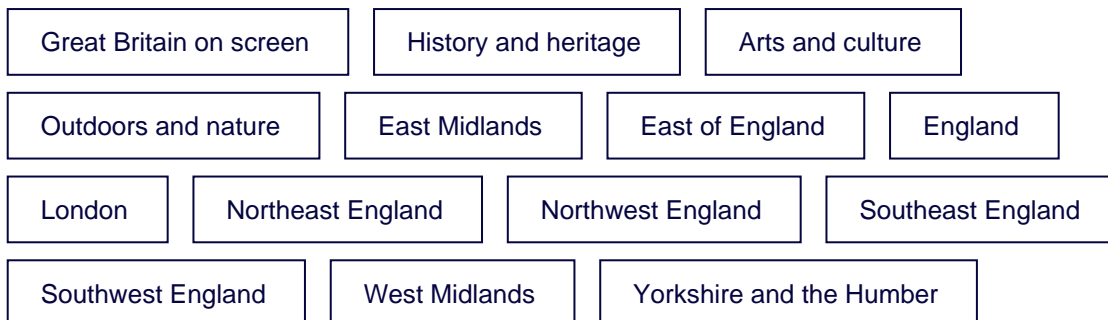 Great Britain on screen History and heritage Arts and culture
Outdoors and nature East Midlands East of England England
London Northeast England Northwest England Southeast England
Southwest England West Midlands Yorkshire and the Humber